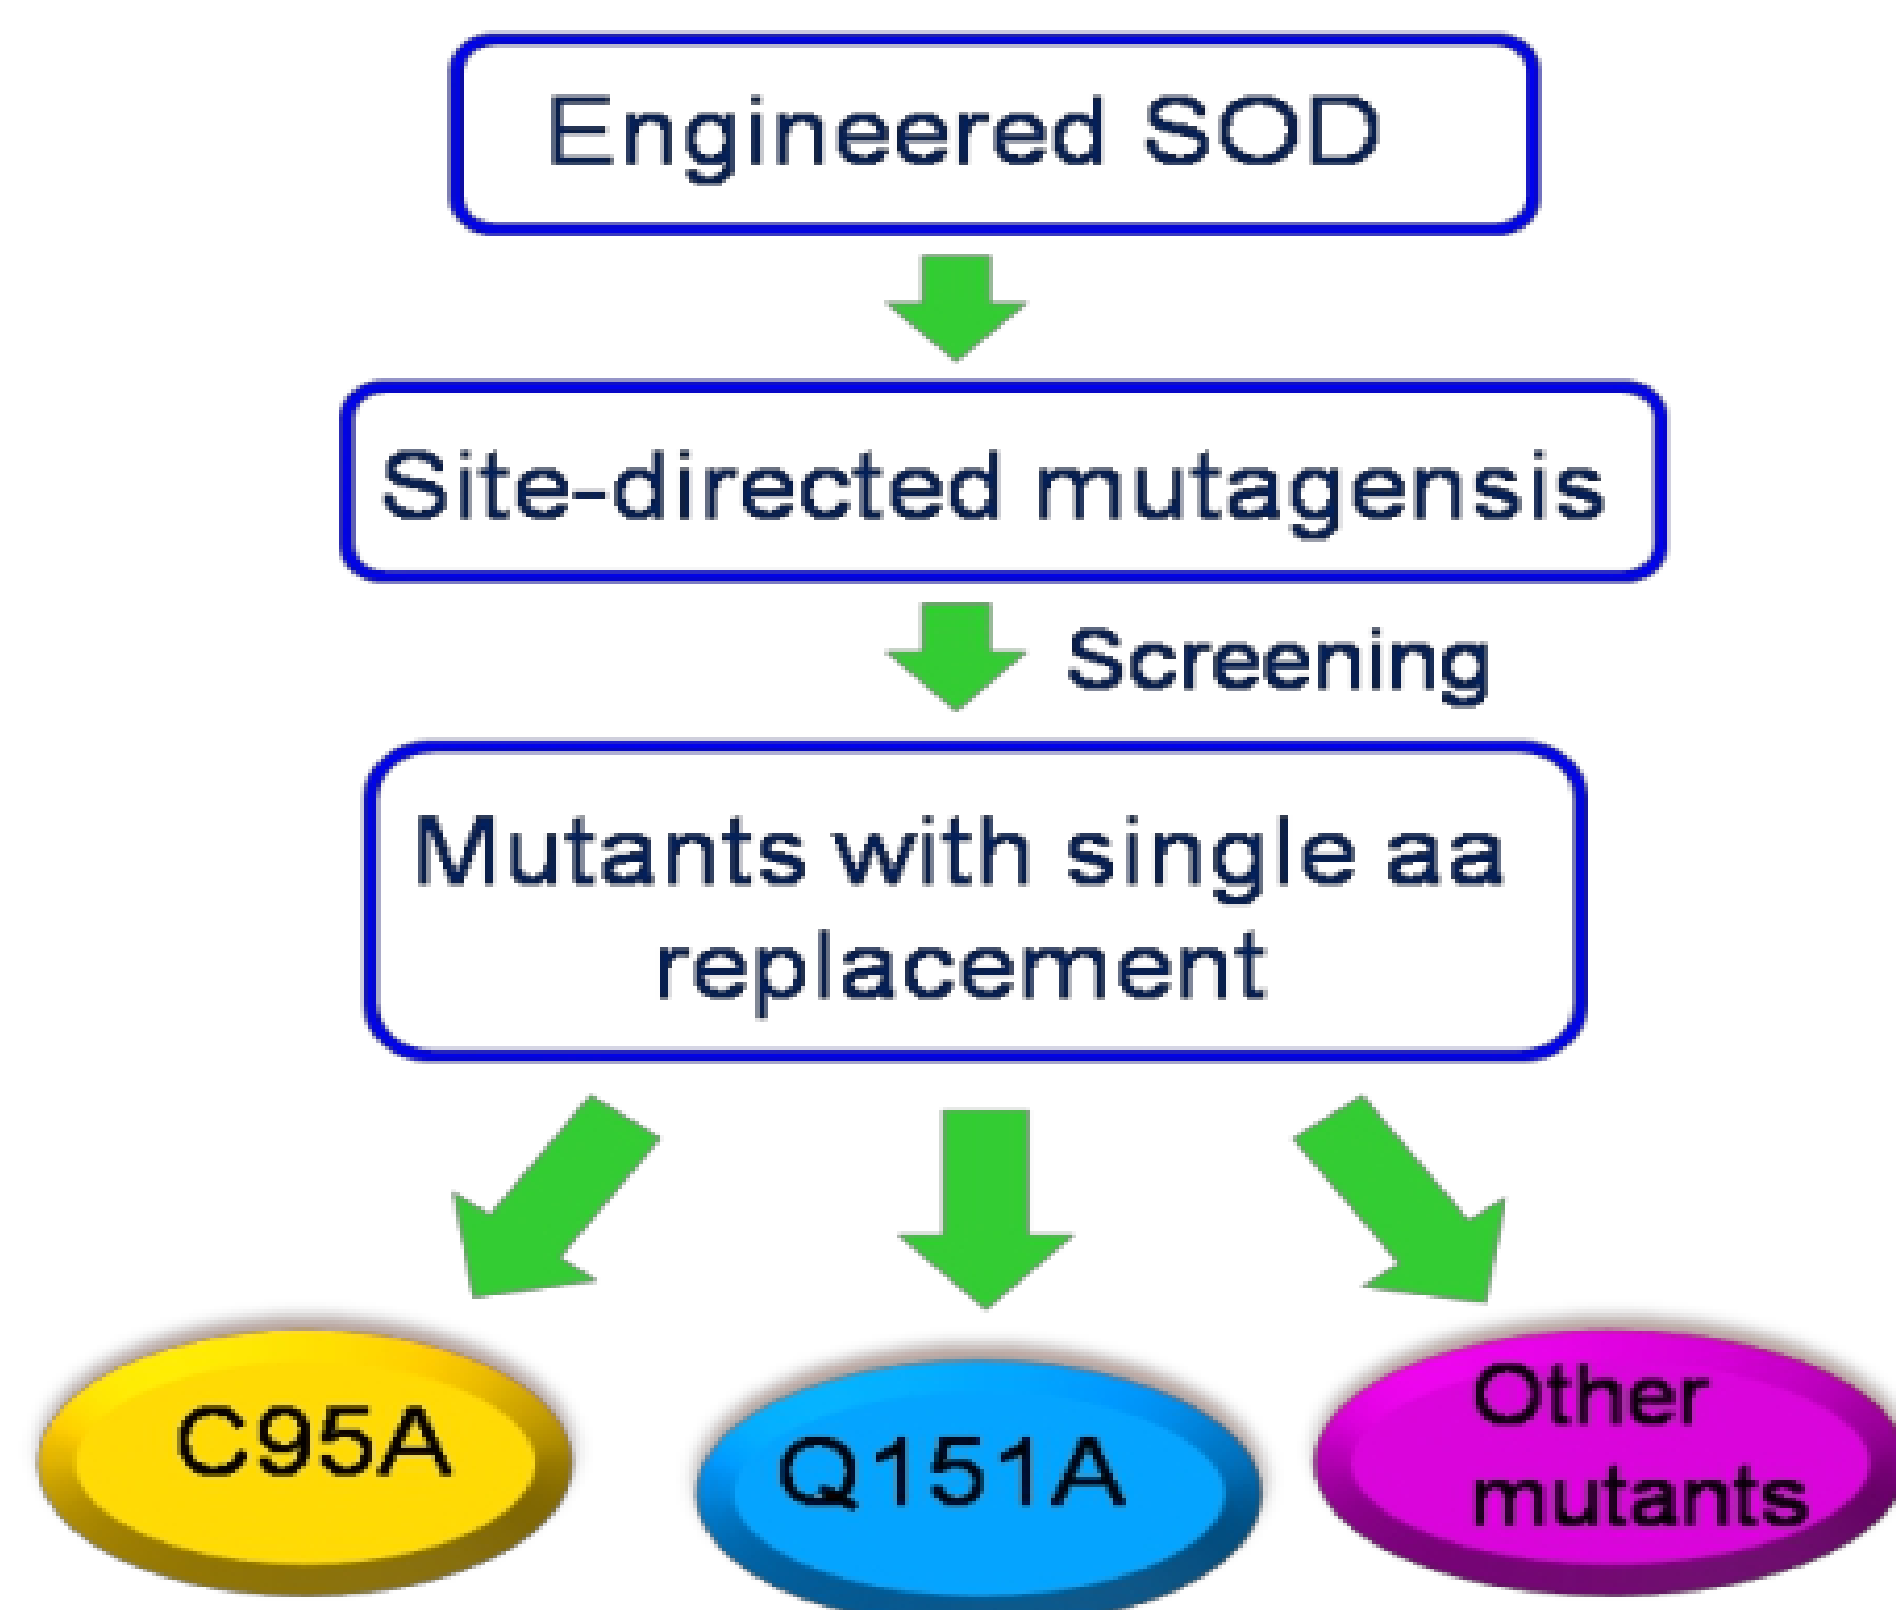 Engineered SOD
Site-directed mutagensis
Screening
Mutants with single aa
replacement
C95A
Q151A
Other
mutants